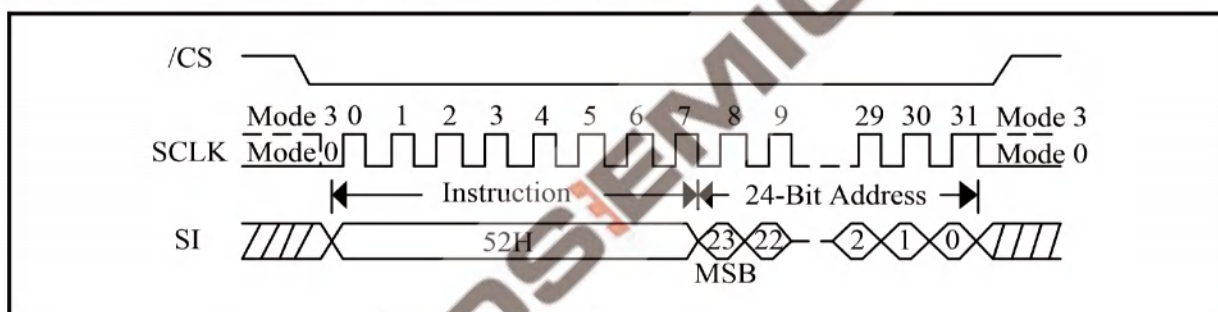 /CS
Mode 3 0 1 2 3 4 5 6 7 8 9 29 30 31 Mode 3
SCLK Mode 0 Mode 0
Instruction 24-Bit Address
SI 52H 23 22 2 1 0
MSB